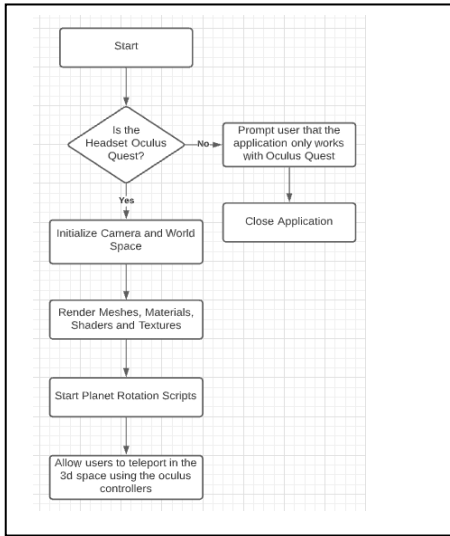 Start
Is the
Headset Oculus
Quest?
No
Prompt user that the
application only works
with Oculus Quest
Yes
Close Application
Initialize Camera and World
Space
Render Meshes, Materials,
Shaders and Textures
Start Planet Rotation Scripts
Allow users to teleport in the
3d space using the oculus
controllers